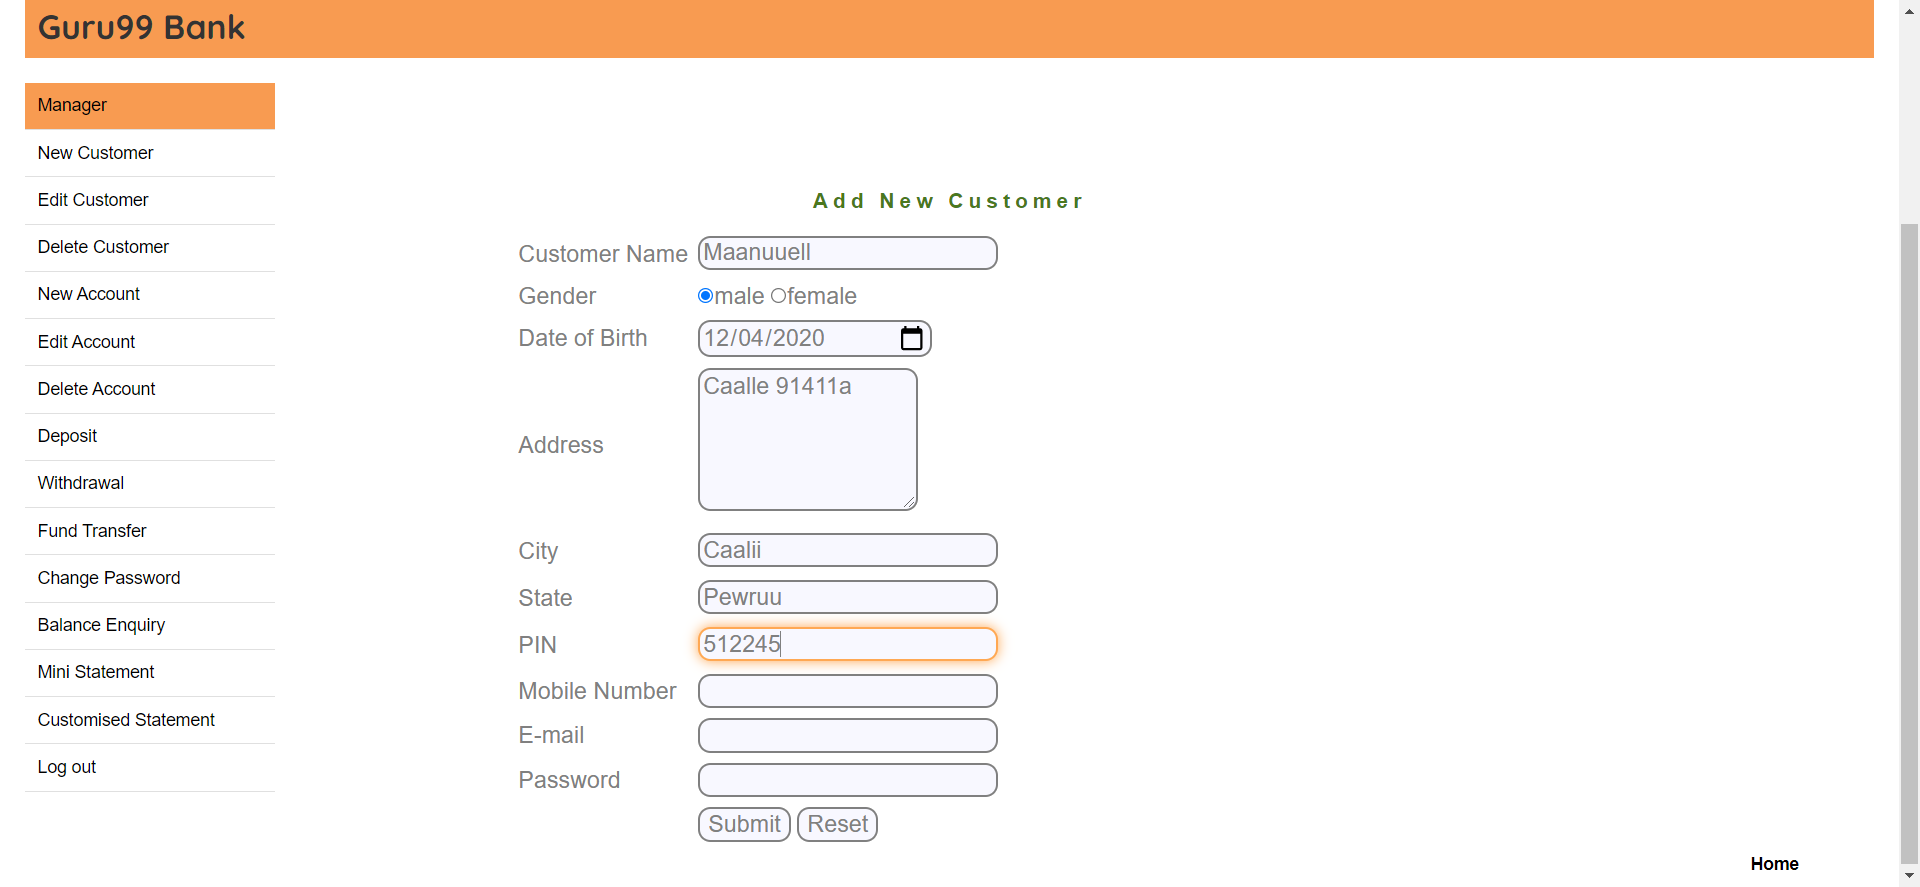 Guru99 Bank
Manager
New Customer
Edit Customer
Delete Customer
New Account
Edit Account
Delete Account
Deposit
Withdrawal
Fund Transfer
Change Password
Balance Enquiry
Mini Statement
Customised Statement
Log out
Add New Customer
Customer Name Maanuuell
Gender male female
Date of Birth 12/04/2020
Address Caalle 91411a
City Caalii
State Pewruu
PIN 512245
Mobile Number
E-mail
Password
Submit Reset
Home